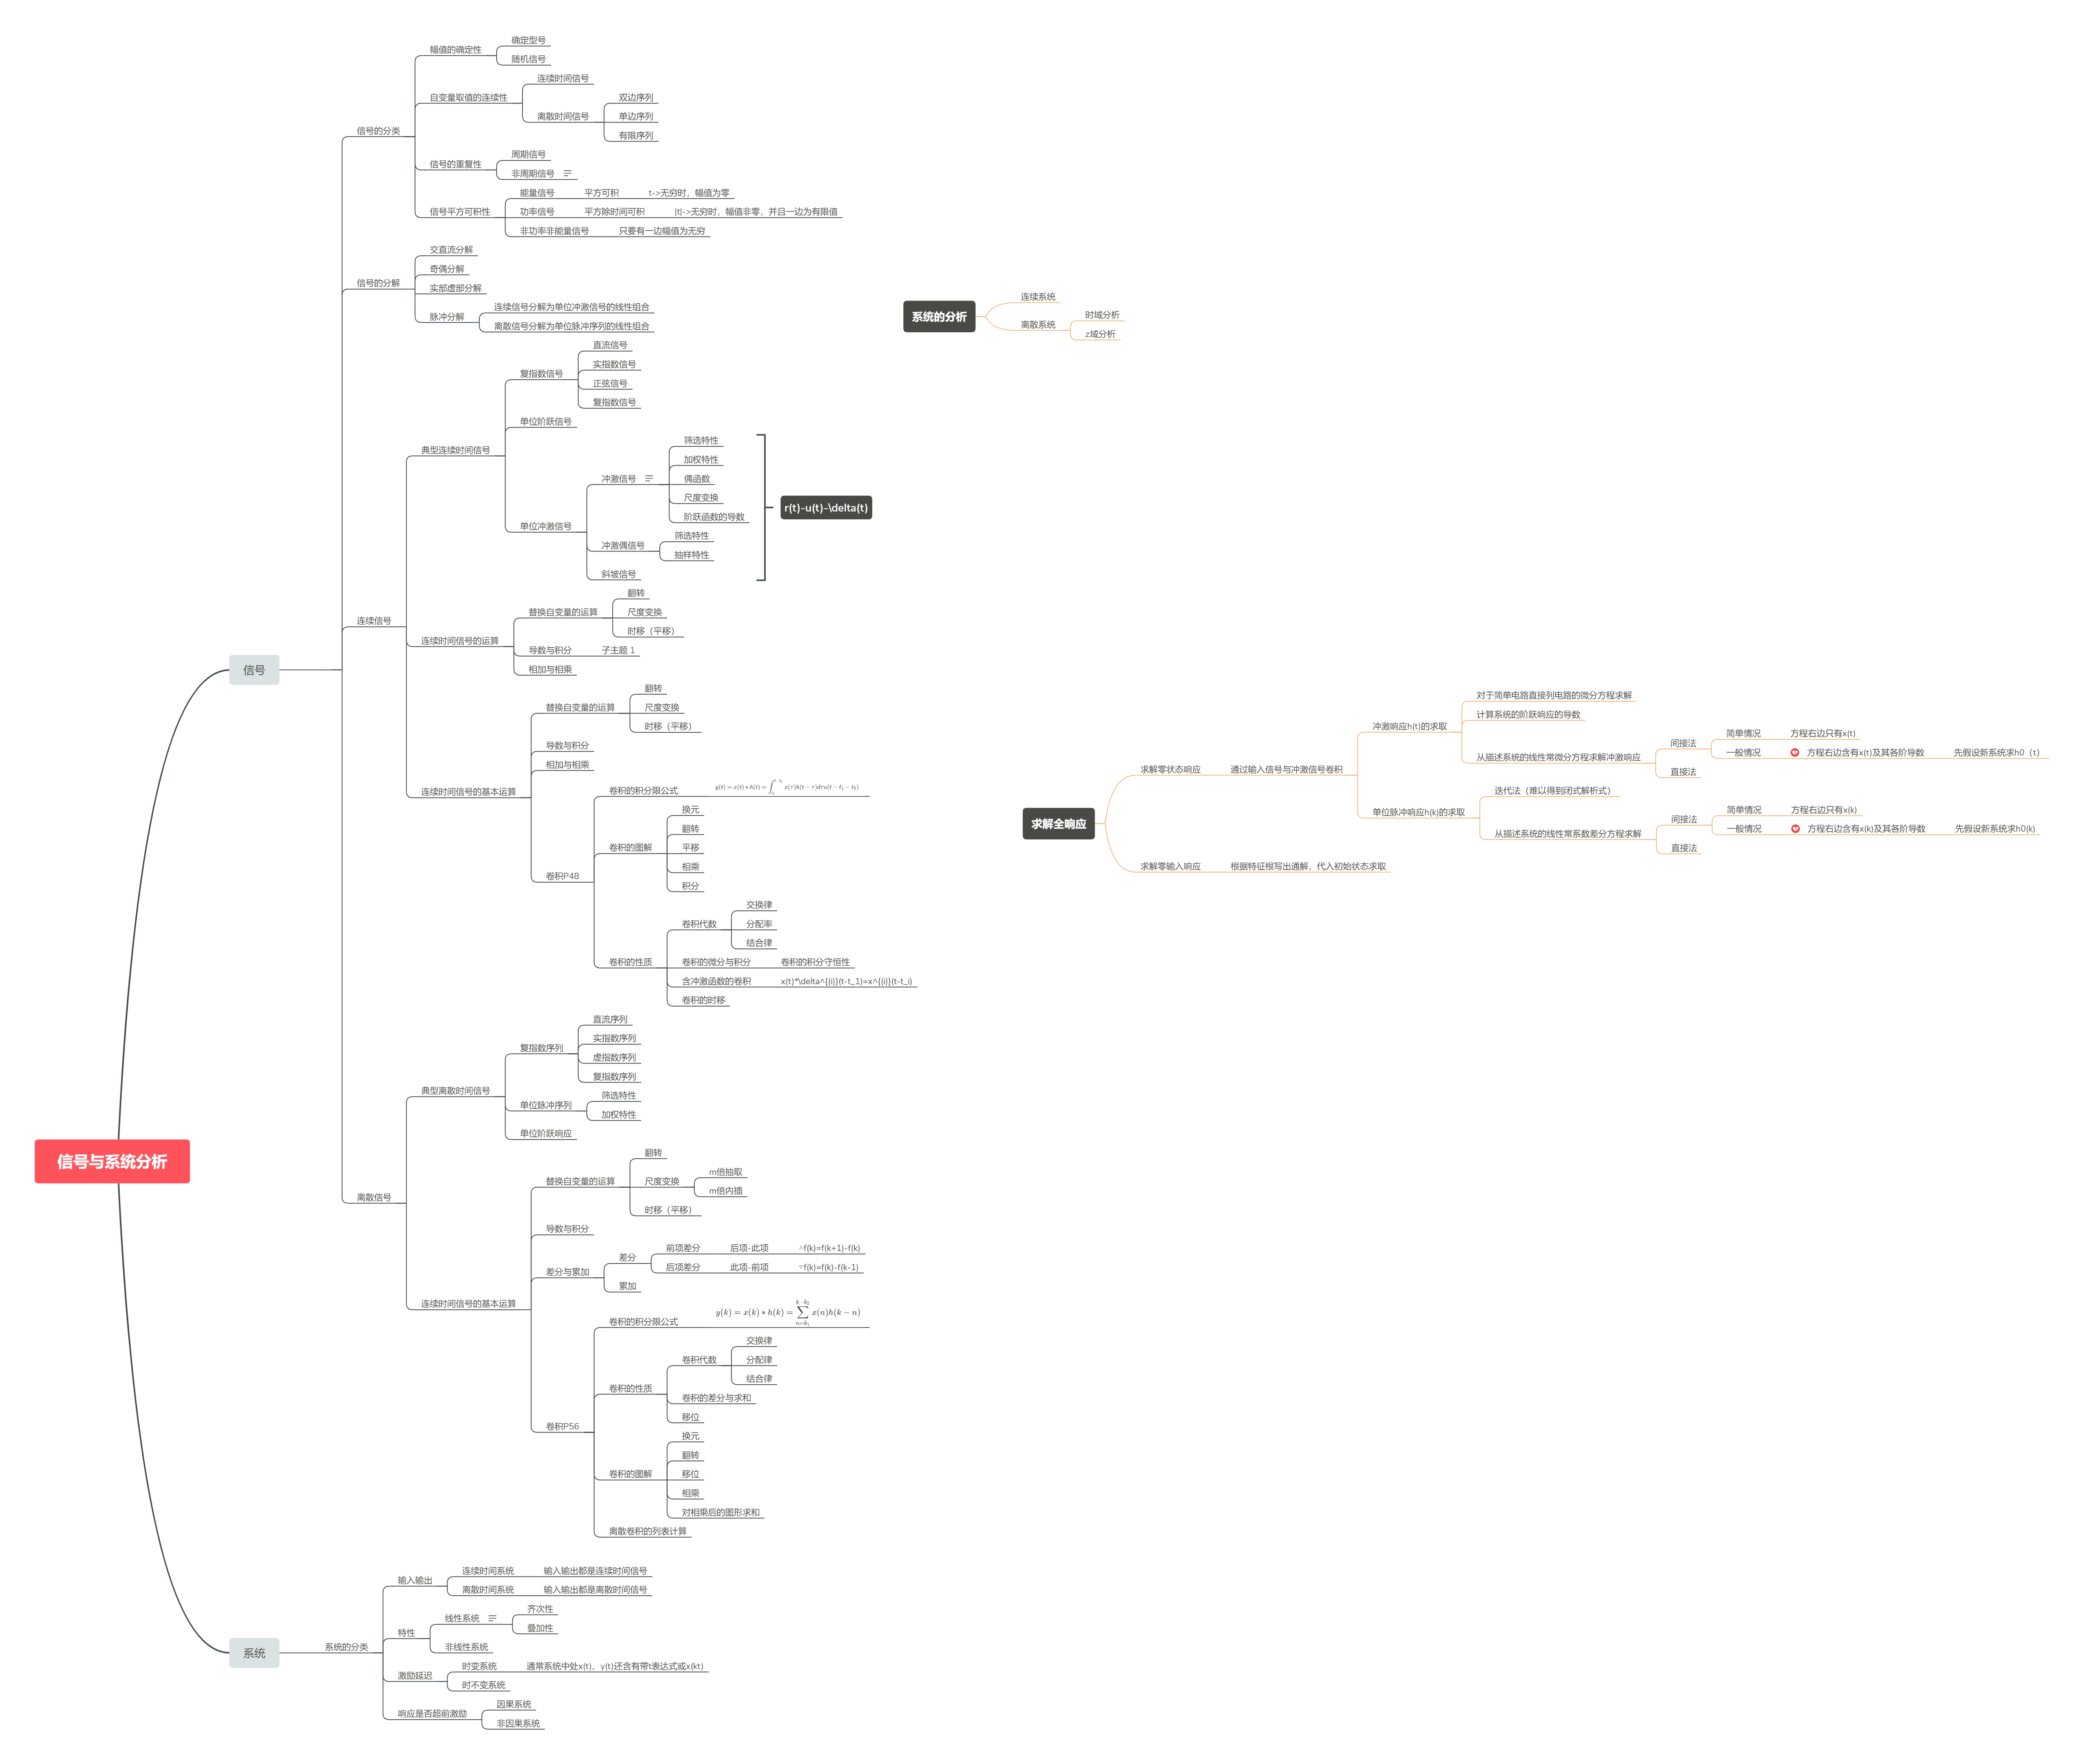 信号与系统分析
信号
信号的分类
幅值的确定性
确定型号
随机信号
自变量取值的连续性
连续时间信号
离散时间信号
双边序列
单边序列
有限序列
信号的重复性
周期信号
非周期信号
信号平方可积性
能量信号 平方可积 t->无穷时，幅值为零
功率信号 平方除时间可积 |t|->无穷时，幅值非零，并且一边为有限值
非功率非能量信号 只要有一边幅值为无穷
信号的分解
交直流分解
奇偶分解
实部虚部分解
脉冲分解
连续信号分解为单位冲激信号的线性组合
离散信号分解为单位脉冲序列的线性组合
连续信号
典型连续时间信号
复指数信号
直流信号
实指数信号
正弦信号
复指数信号
单位阶跃信号
单位冲激信号
冲激信号
筛选特性
加权特性
偶函数
尺度变换
阶跃函数的导数
冲激偶信号
筛选特性
抽样特性
斜坡信号
r(t)-u(t)-\delta(t)
连续时间信号的运算
替换自变量的运算
翻转
尺度变换
时移（平移）
导数与积分 子主题 1
相加与相乘
连续时间信号的基本运算
替换自变量的运算
翻转
尺度变换
时移（平移）
导数与积分
相加与相乘
卷积P48
卷积的积分限公式 y(t) = x(t) * h(t) = ∫_{t_1}^{t-t_2} x(τ)h(t − τ)dτu(t − t_1 − t_2)
卷积的图解
换元
翻转
平移
相乘
积分
卷积的性质
卷积代数
交换律
分配率
结合律
卷积的微分与积分 卷积的积分守恒性
含冲激函数的卷积 x(t)*\delta^{(i)}(t-t_1)=x^{(i)}(t-t_i)
卷积的时移
离散信号
典型离散时间信号
复指数序列
直流序列
实指数序列
虚指数序列
复指数序列
单位脉冲序列
筛选特性
加权特性
单位阶跃响应
连续时间信号的基本运算
替换自变量的运算
翻转
尺度变换
m倍抽取
m倍内插
时移（平移）
导数与积分
差分与累加
差分
前项差分 后项-此项 ▵f(k)=f(k+1)-f(k)
后项差分 此项-前项 ▿f(k)=f(k)-f(k-1)
累加
卷积P56
卷积的积分限公式 y(k) = x(k) * h(k) = ∑_{n=k_1}^{k-k_2} x(n)h(k − n)
卷积的性质
卷积代数
交换律
分配律
结合律
卷积的差分与求和
移位
卷积的图解
换元
翻转
移位
相乘
对相乘后的图形求和
离散卷积的列表计算
系统
系统的分类
输入输出
连续时间系统 输入输出都是连续时间信号
离散时间系统 输入输出都是离散时间信号
特性
线性系统
齐次性
叠加性
非线性系统
激励延迟
时变系统 通常系统中处x(t)、y(t)还含有带t表达式或x(kt)
时不变系统
响应是否超前激励
因果系统
非因果系统
系统的分析
连续系统
离散系统
时域分析
z域分析
求解全响应
求解零状态响应 通过输入信号与冲激信号卷积
冲激响应h(t)的求取
对于简单电路直接列电路的微分方程求解
计算系统的阶跃响应的导数
从描述系统的线性常微分方程求解冲激响应
间接法
简单情况 方程右边只有x(t)
一般情况 方程右边含有x(t)及其各阶导数 先假设新系统求h0（t）
直接法
单位脉冲响应h(k)的求取
迭代法（难以得到闭式解析式）
从描述系统的线性常系数差分方程求解
间接法
简单情况 方程右边只有x(k)
一般情况 方程右边含有x(k)及其各阶导数 先假设新系统求h0(k)
直接法
求解零输入响应 根据特征根写出通解，代入初始状态求取